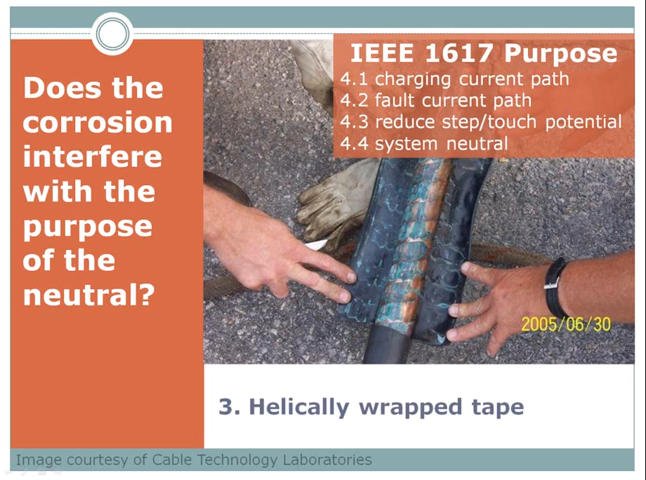 Does the
corrosion
interfere
with the
purpose
of the
neutral?
IEEE 1617 Purpose
4.1 charging current path
4.2 fault current path
4.3 reduce step/touch potential
4.4 system neutral
2005/06/30
3. Helically wrapped tape
Image courtesy of Cable Technology Laboratories